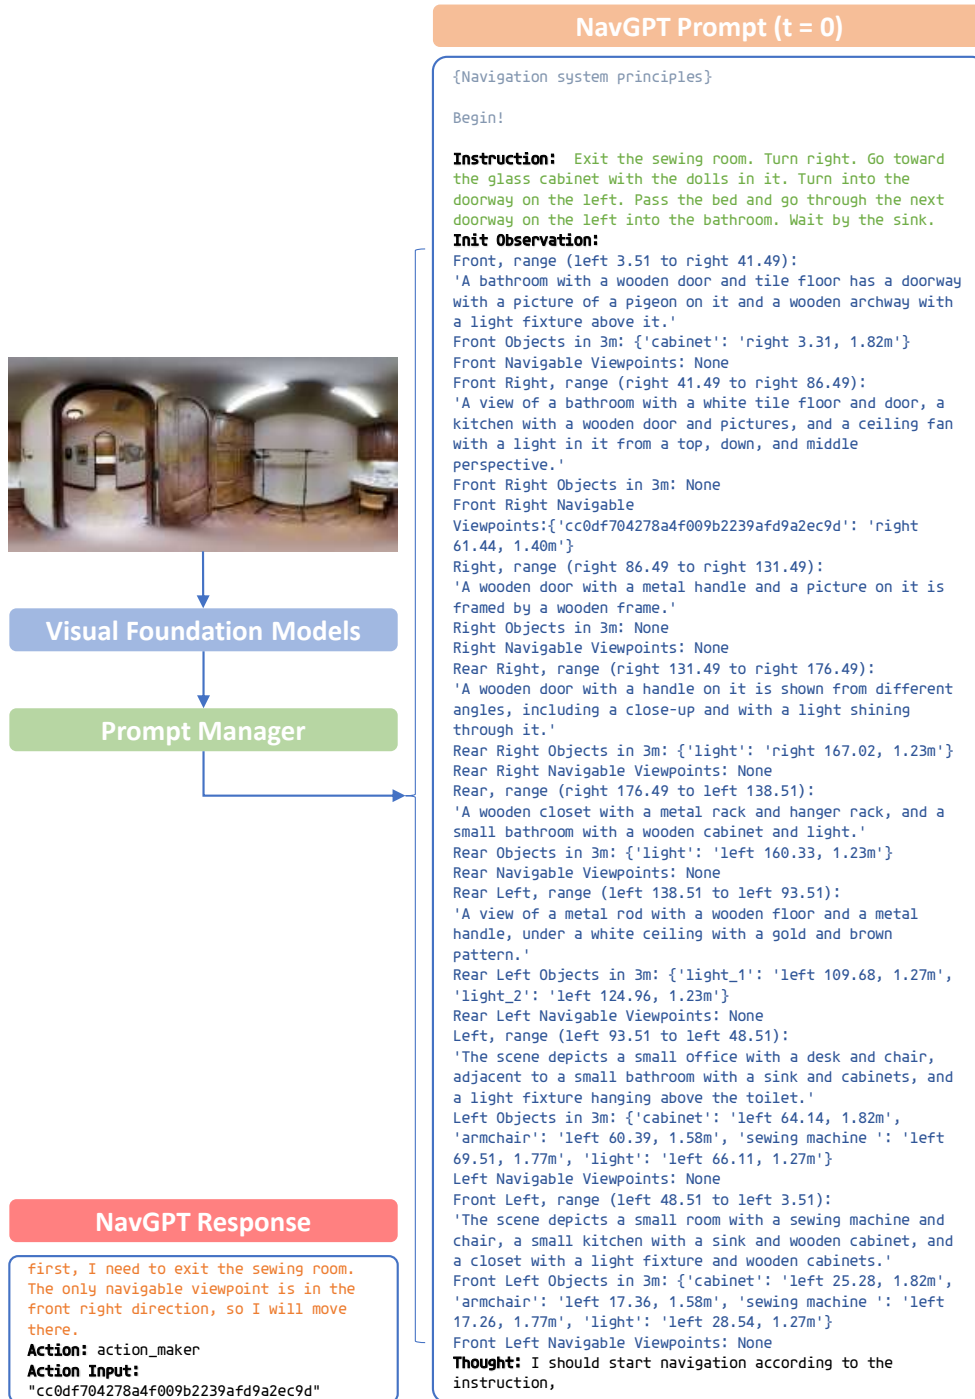 NavGPT Prompt (t = 0)
{Navigation system principles}
Begin!
Instruction: Exit the sewing room. Turn right. Go toward
the glass cabinet with the dolls in it. Turn into the
doorway on the left. Pass the bed and go through the next
doorway on the left into the bathroom. Wait by the sink.
Init Observation:
Front, range (left 3.51 to right 41.49):
'A bathroom with a wooden door and tile floor has a doorway
with a picture of a pigeon on it and a wooden archway with
a light fixture above it.'
Front Objects in 3m: {'cabinet': 'right 3.31, 1.82m'}
Front Navigable Viewpoints: None
Front Right, range (right 41.49 to right 86.49):
'A view of a bathroom with a white tile floor and door, a
kitchen with a wooden door and pictures, and a ceiling fan
with a light in it from a top, down, and middle
perspective.'
Front Right Objects in 3m: None
Front Right Navigable
Viewpoints:{'cc0df704278a4f009b2239afd9a2ec9d': 'right
61.44, 1.40m'}
Right, range (right 86.49 to right 131.49):
'A wooden door with a metal handle and a picture on it is
framed by a wooden frame.'
Right Objects in 3m: None
Right Navigable Viewpoints: None
Rear Right, range (right 131.49 to right 176.49):
'A wooden door with a handle on it is shown from different
angles, including a close-up and with a light shining
through it.'
Rear Right Objects in 3m: {'light': 'right 167.02, 1.23m'}
Rear Right Navigable Viewpoints: None
Rear, range (right 176.49 to left 138.51):
'A wooden closet with a metal rack and hanger rack, and a
small bathroom with a wooden cabinet and light.'
Rear Objects in 3m: {'light': 'left 160.33, 1.23m'}
Rear Navigable Viewpoints: None
Rear Left, range (left 138.51 to left 93.51):
'A view of a metal rod with a wooden floor and a metal
handle, under a white ceiling with a gold and brown
pattern.'
Rear Left Objects in 3m: {'light_1': 'left 109.68, 1.27m',
'light_2': 'left 124.96, 1.23m'}
Rear Left Navigable Viewpoints: None
Left, range (left 93.51 to left 48.51):
'The scene depicts a small office with a desk and chair,
adjacent to a small bathroom with a sink and cabinets, and
a light fixture hanging above the toilet.'
Left Objects in 3m: {'cabinet': 'left 64.14, 1.82m',
'armchair': 'left 60.39, 1.58m', 'sewing machine ': 'left
69.51, 1.77m', 'light': 'left 66.11, 1.27m'}
Left Navigable Viewpoints: None
Front Left, range (left 48.51 to left 3.51):
'The scene depicts a small room with a sewing machine and
chair, a small kitchen with a sink and wooden cabinet, and
a closet with a light fixture and wooden cabinets.'
Front Left Objects in 3m: {'cabinet': 'left 25.28, 1.82m',
'armchair': 'left 17.36, 1.58m', 'sewing machine ': 'left
17.26, 1.77m', 'light': 'left 28.54, 1.27m'}
Front Left Navigable Viewpoints: None
Thought: I should start navigation according to the
instruction,
Visual Foundation Models
Prompt Manager
NavGPT Response
first, I need to exit the sewing room.
The only navigable viewpoint is in the
front right direction, so I will move
there.
Action: action_maker
Action Input:
"cc0df704278a4f009b2239afd9a2ec9d"